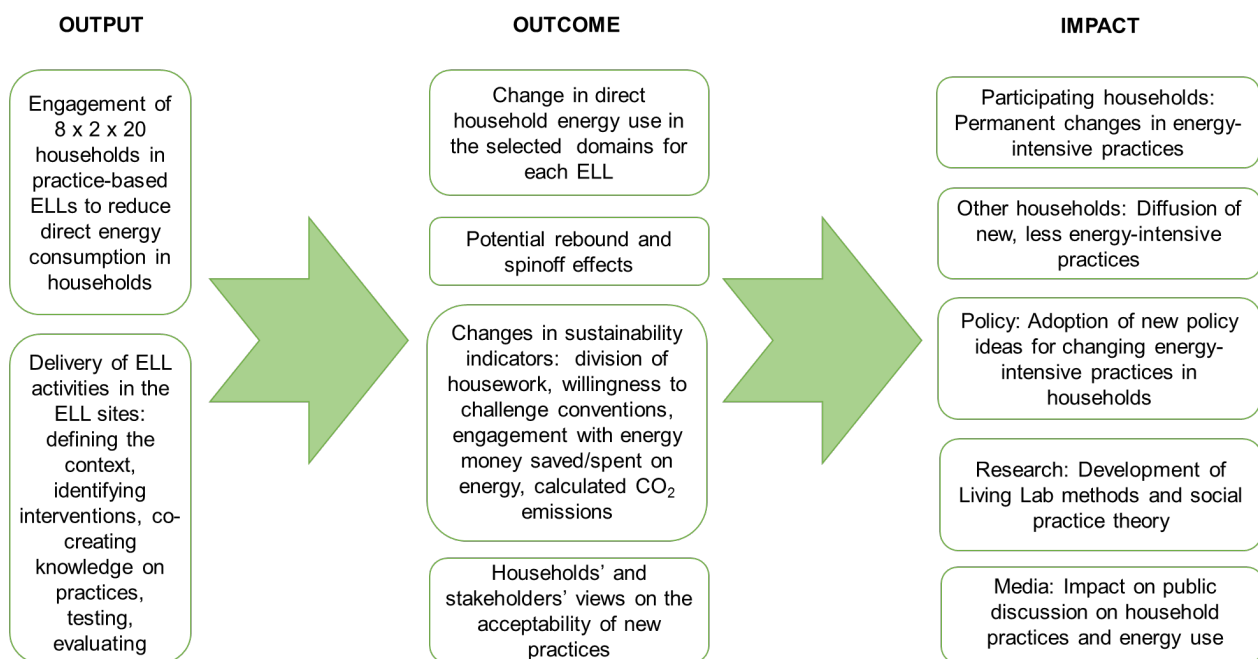 OUTPUT
Engagement of
8 x 2 x 20
households in
practice-based
ELLs to reduce
direct energy
consumption in
households
Delivery of ELL
activities in the
ELL sites:
defining the
context,
identifying
interventions, co-
creating
knowledge on
practices,
testing,
evaluating
OUTCOME
Change in direct
household energy use in
the selected domains for
each ELL
Potential rebound and
spinoff effects
Changes in sustainability
indicators: division of
housework, willingness to
challenge conventions,
engagement with energy
money saved/spent on
energy, calculated CO₂
emissions
Households’ and
stakeholders’ views on the
acceptability of new
practices
IMPACT
Participating households:
Permanent changes in energy-
intensive practices
Other households: Diffusion of
new, less energy-intensive
practices
Policy: Adoption of new policy
ideas for changing energy-
intensive practices in
households
Research: Development of
Living Lab methods and social
practice theory
Media: Impact on public
discussion on household
practices and energy use